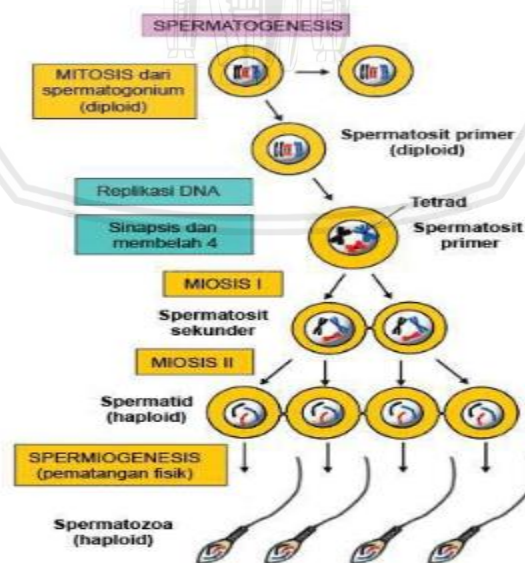 SPERMATOGENESIS
MITOSIS dari
spermatogonium
(diploid)
Spermatosit primer
(diploid)
Replikasi DNA
Tetrad
Sinapsis dan
membelah 4
Spermatosit
primer
MIOSIS I
Spermatosit
sekunder
MIOSIS II
Spermatid
(haploid)
SPERMIOGENESIS
(pematangan fisik)
Spermatozoa
(haploid)